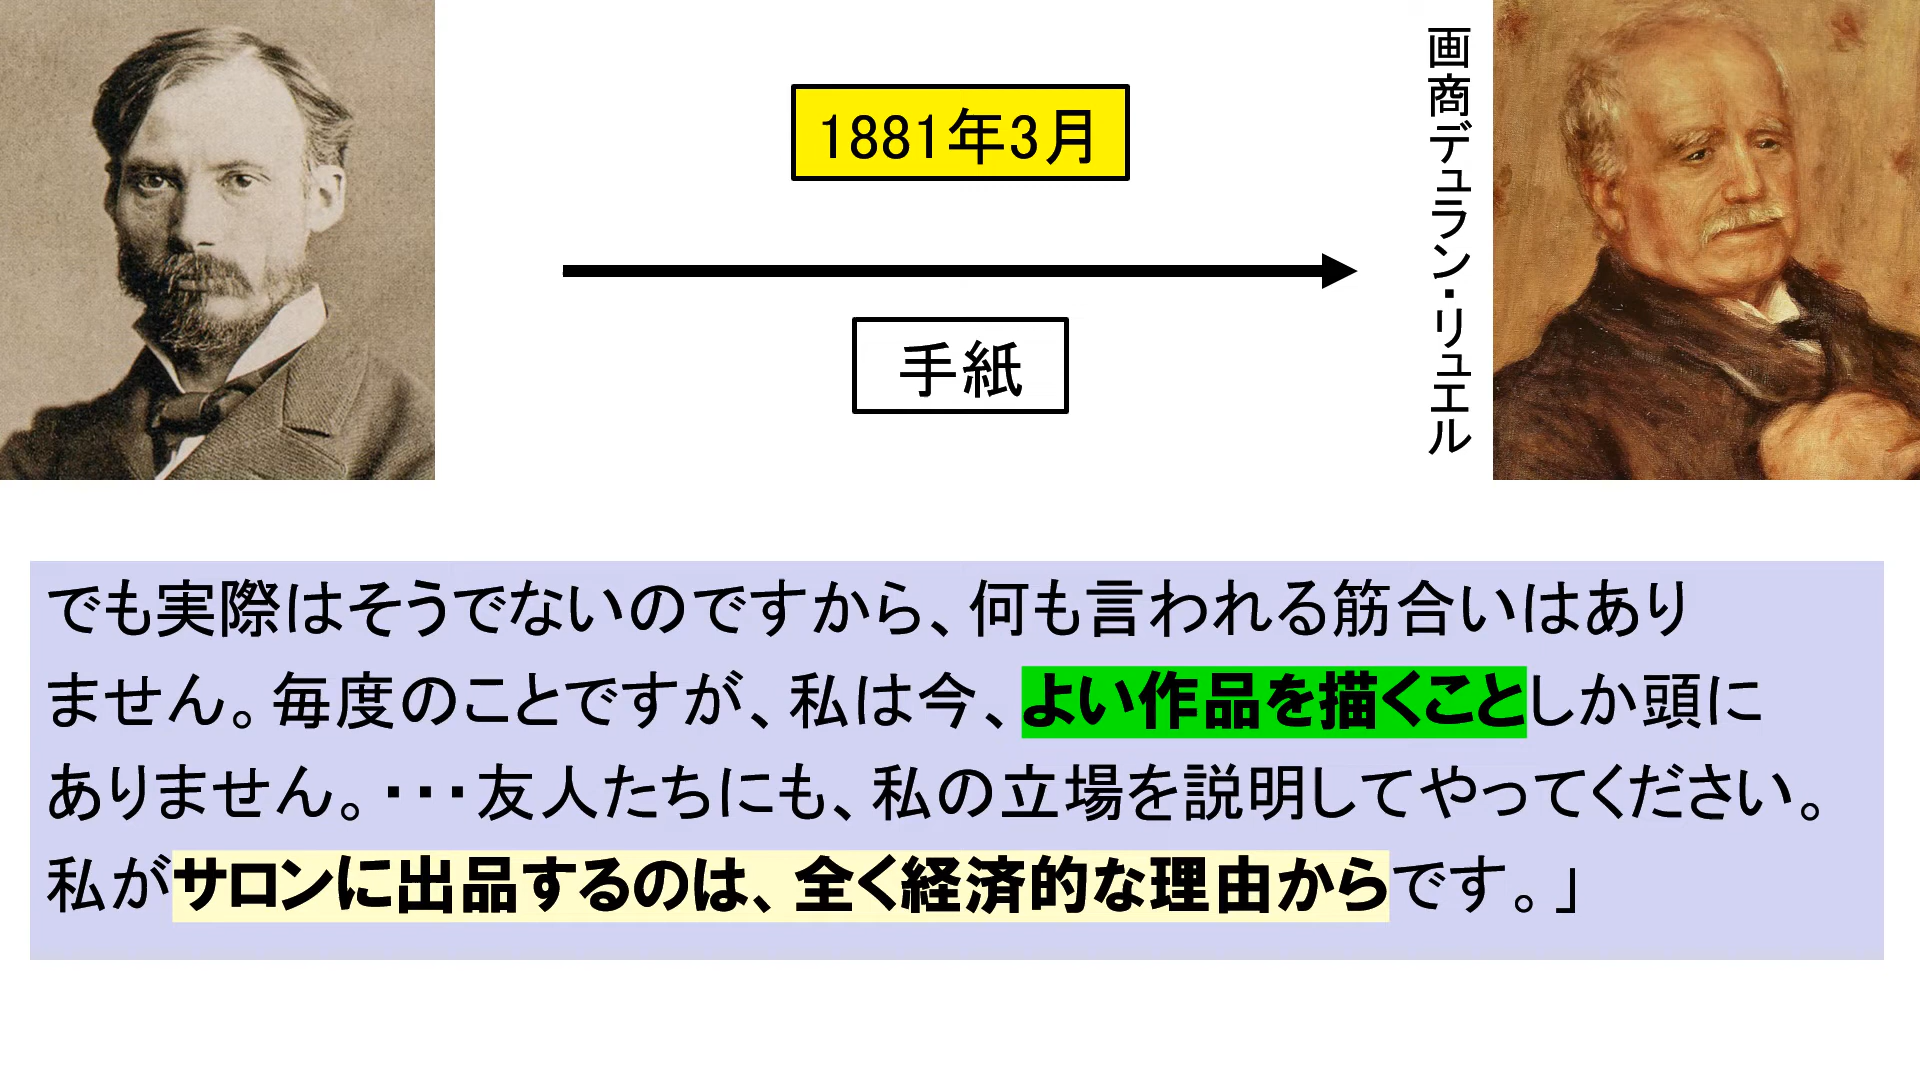 1881年3月
手紙
画商デュラン・リュエル
でも実際はそうでないのですから、何も言われる筋合いはあり
ません。毎度のことですが、私は今、よい作品を描くことしか頭に
ありません。・・・友人たちにも、私の立場を説明してやってください。
私がサロンに出品するのは、全く経済的な理由からです。」